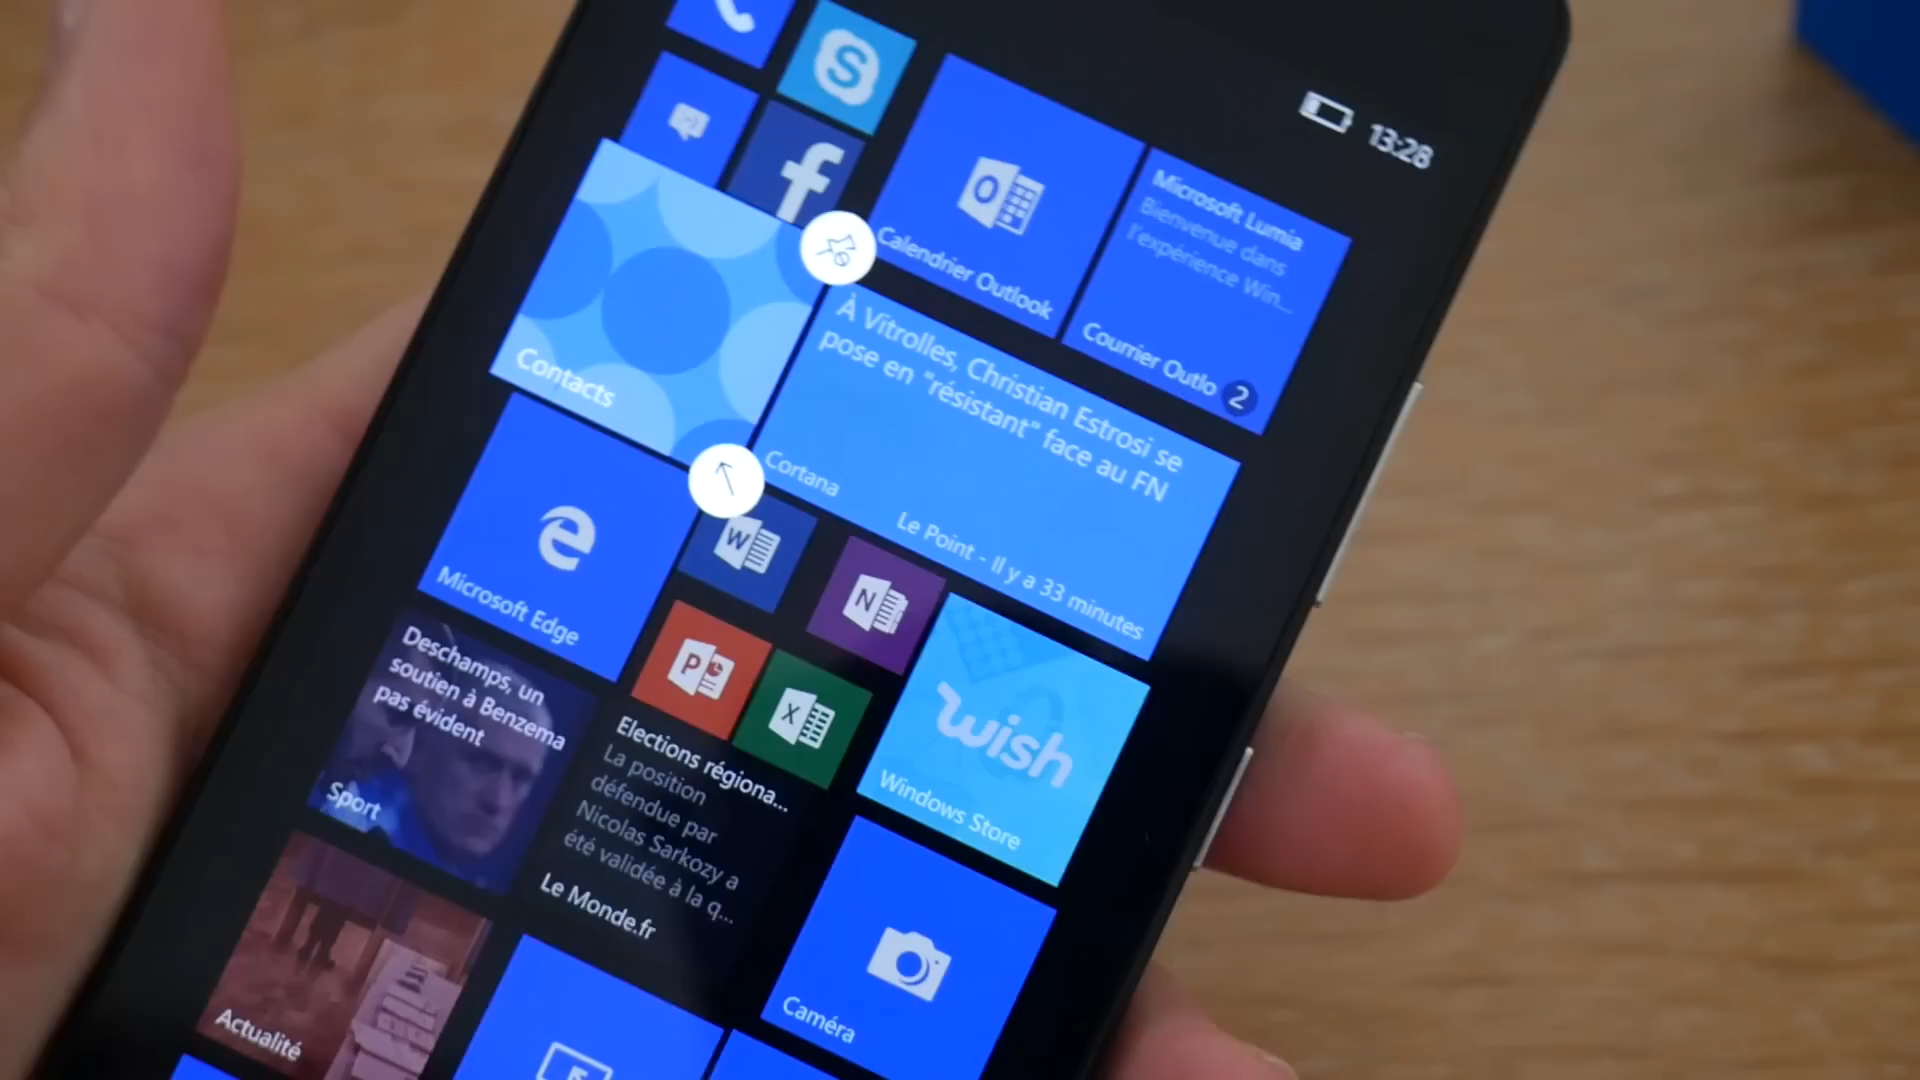 13:28
Microsoft Lumia
Bienvenue dans
l'expérience Win...
Calendrier Outlook
Courrier Outlo
2
Contacts
À Vitrolles, Christian Estrosi se
pose en "résistant" face au FN
Cortana
Le Point - Il y a 33 minutes
Microsoft Edge
W
N
P
X
wish
Windows Store
Deschamps, un
soutien à Benzema
pas évident
Sport
Elections régiona...
La position
défendue par
Nicolas Sarkozy a
été validée à la q...
Le Monde.fr
Caméra
Actualité